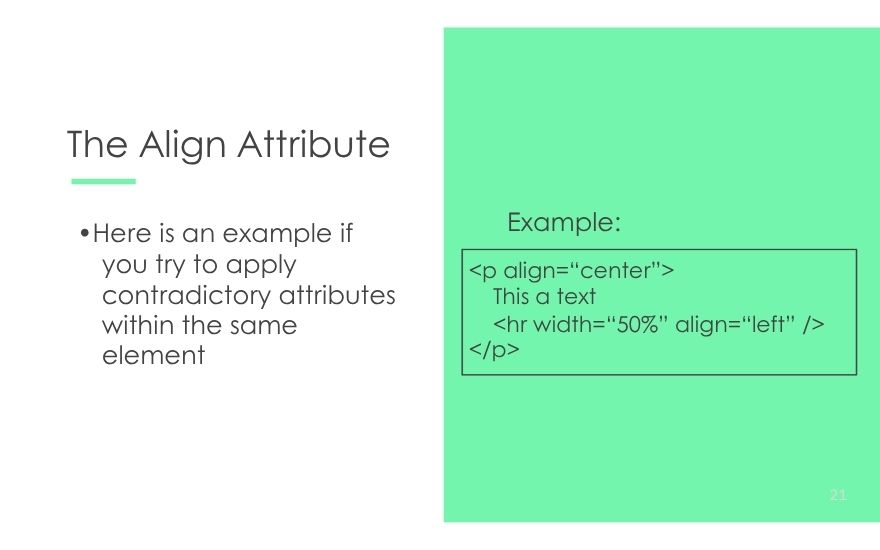 The Align Attribute
•Here is an example if
you try to apply
contradictory attributes
within the same
element
Example:
<p align=“center”>
This a text
<hr width=“50%” align=“left” />
</p>
21